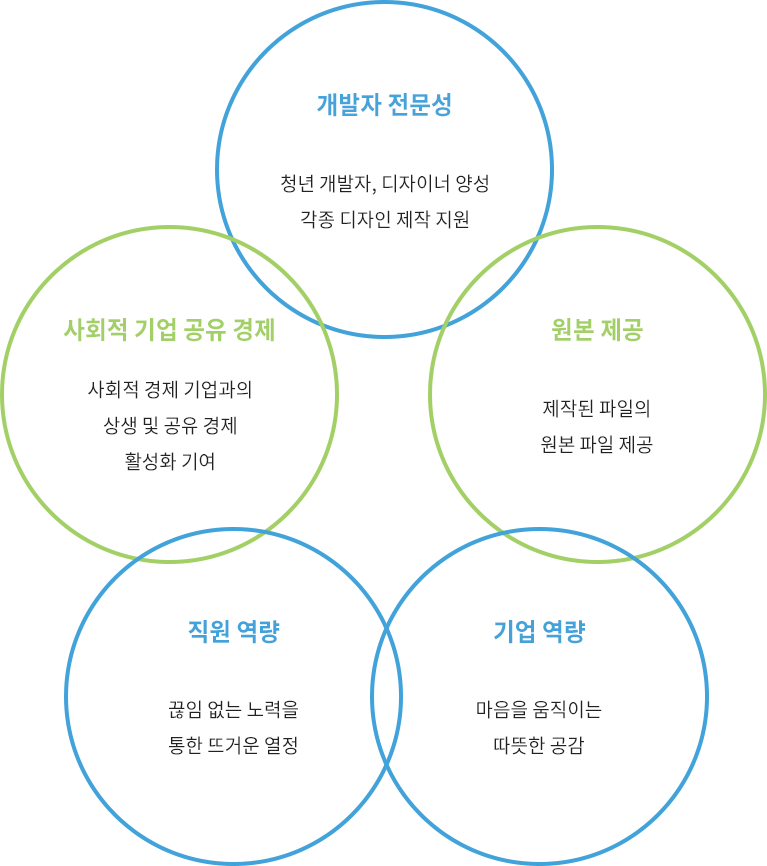 개발자 전문성
청년 개발자, 디자이너 양성
각종 디자인 제작 지원
사회적 기업 공유 경제
사회적 경제 기업과의
상생 및 공유 경제
활성화 기여
원본 제공
제작된 파일의
원본 파일 제공
직원 역량
끊임 없는 노력을
통한 뜨거운 열정
기업 역량
마음을 움직이는
따뜻한 공감